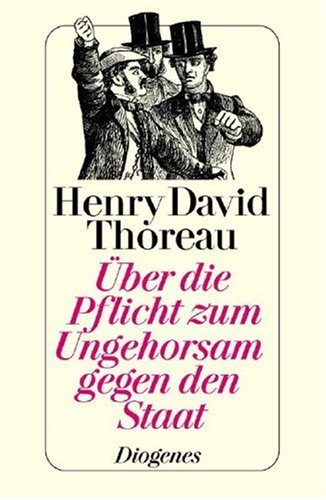 Henry David
Thoreau
Über die
Pflicht zum
Ungehorsam
gegen den
Staat
Diogenes